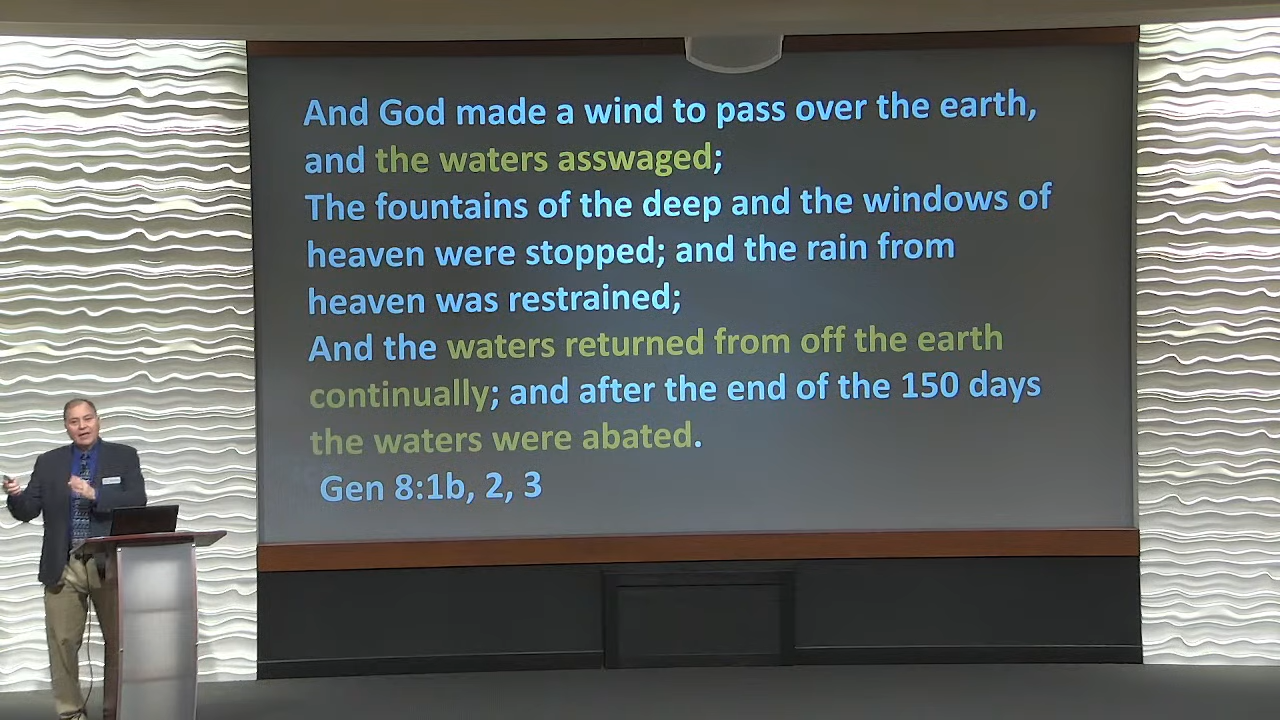 And God made a wind to pass over the earth,
and the waters asswaged;
The fountains of the deep and the windows of
heaven were stopped; and the rain from
heaven was restrained;
And the waters returned from off the earth
continually; and after the end of the 150 days
the waters were abated.
Gen 8:1b, 2, 3